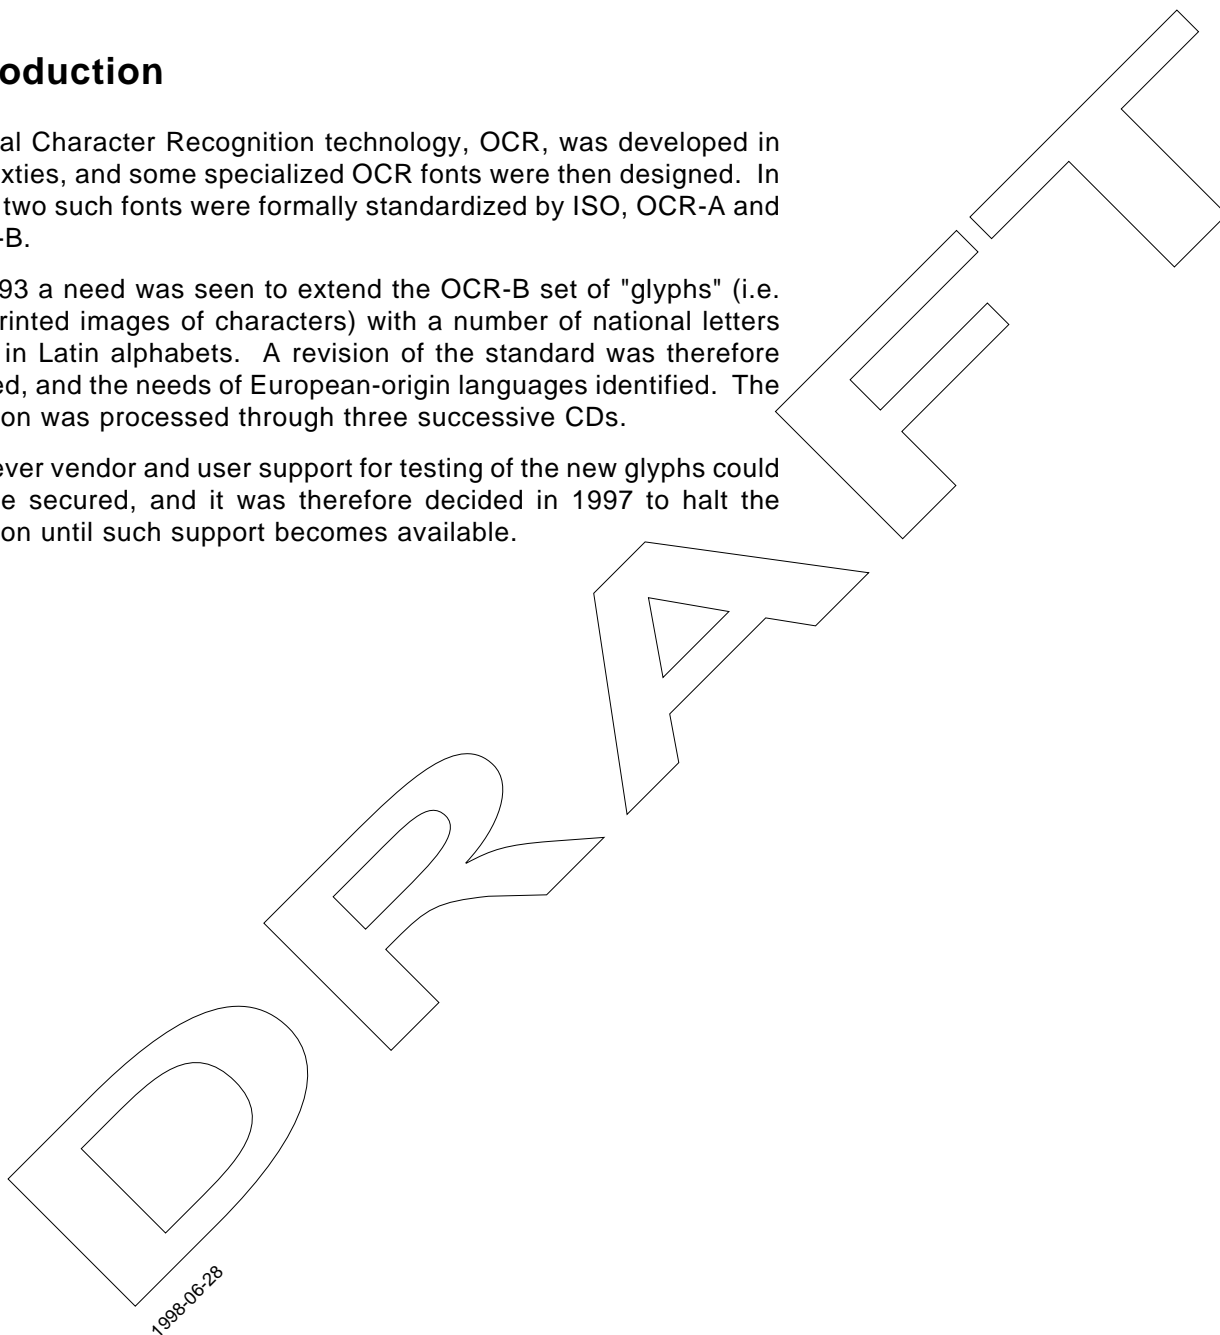 oduction
al Character Recognition technology, OCR, was developed in
xties, and some specialized OCR fonts were then designed. In
two such fonts were formally standardized by ISO, OCR-A and
-B.
93 a need was seen to extend the OCR-B set of "glyphs" (i.e.
rinted images of characters) with a number of national letters
in Latin alphabets. A revision of the standard was therefore
ed, and the needs of European-origin languages identified. The
on was processed through three successive CDs.
ever vendor and user support for testing of the new glyphs could
e secured, and it was therefore decided in 1997 to halt the
on until such support becomes available.
DRAFT
1998-06-28